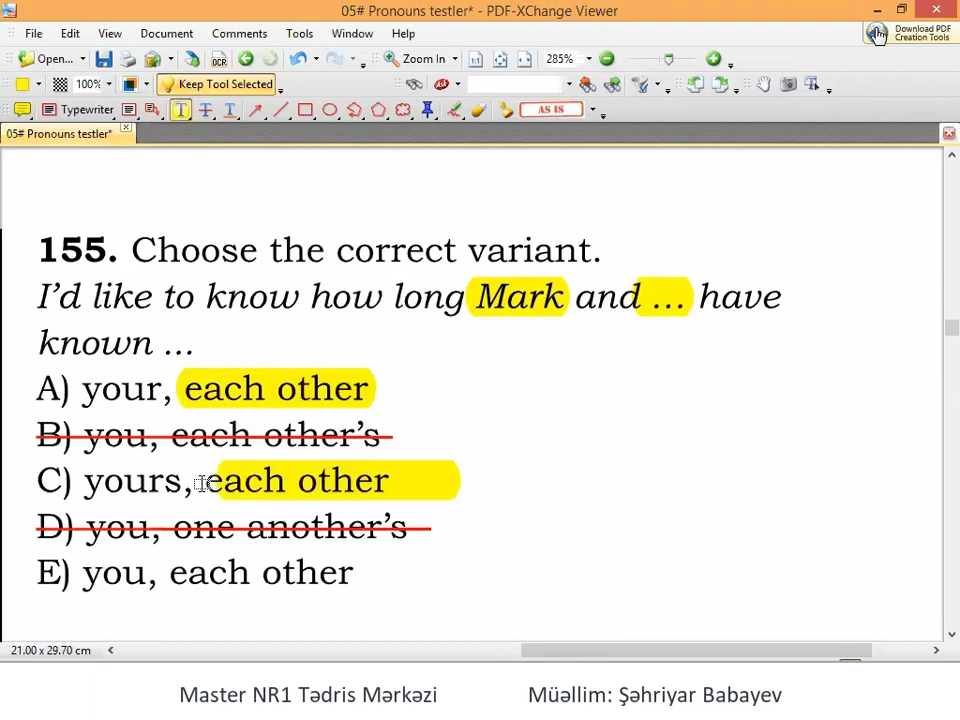 05# Pronouns testler* - PDF-XChange Viewer
File Edit View Document Comments Tools Window Help
Download PDF Creation Tools
Open... OCR Zoom In 285%
100% Keep Tool Selected
Typewriter AS IS
05# Pronouns testler*
155. Choose the correct variant.
I’d like to know how long Mark and ... have
known ...
A) your, each other
B) you, each other’s
C) yours, each other
D) you, one another’s
E) you, each other
21.00 x 29.70 cm
Master NR1 Tədris Mərkəzi Müəllim: Şəhriyar Babayev